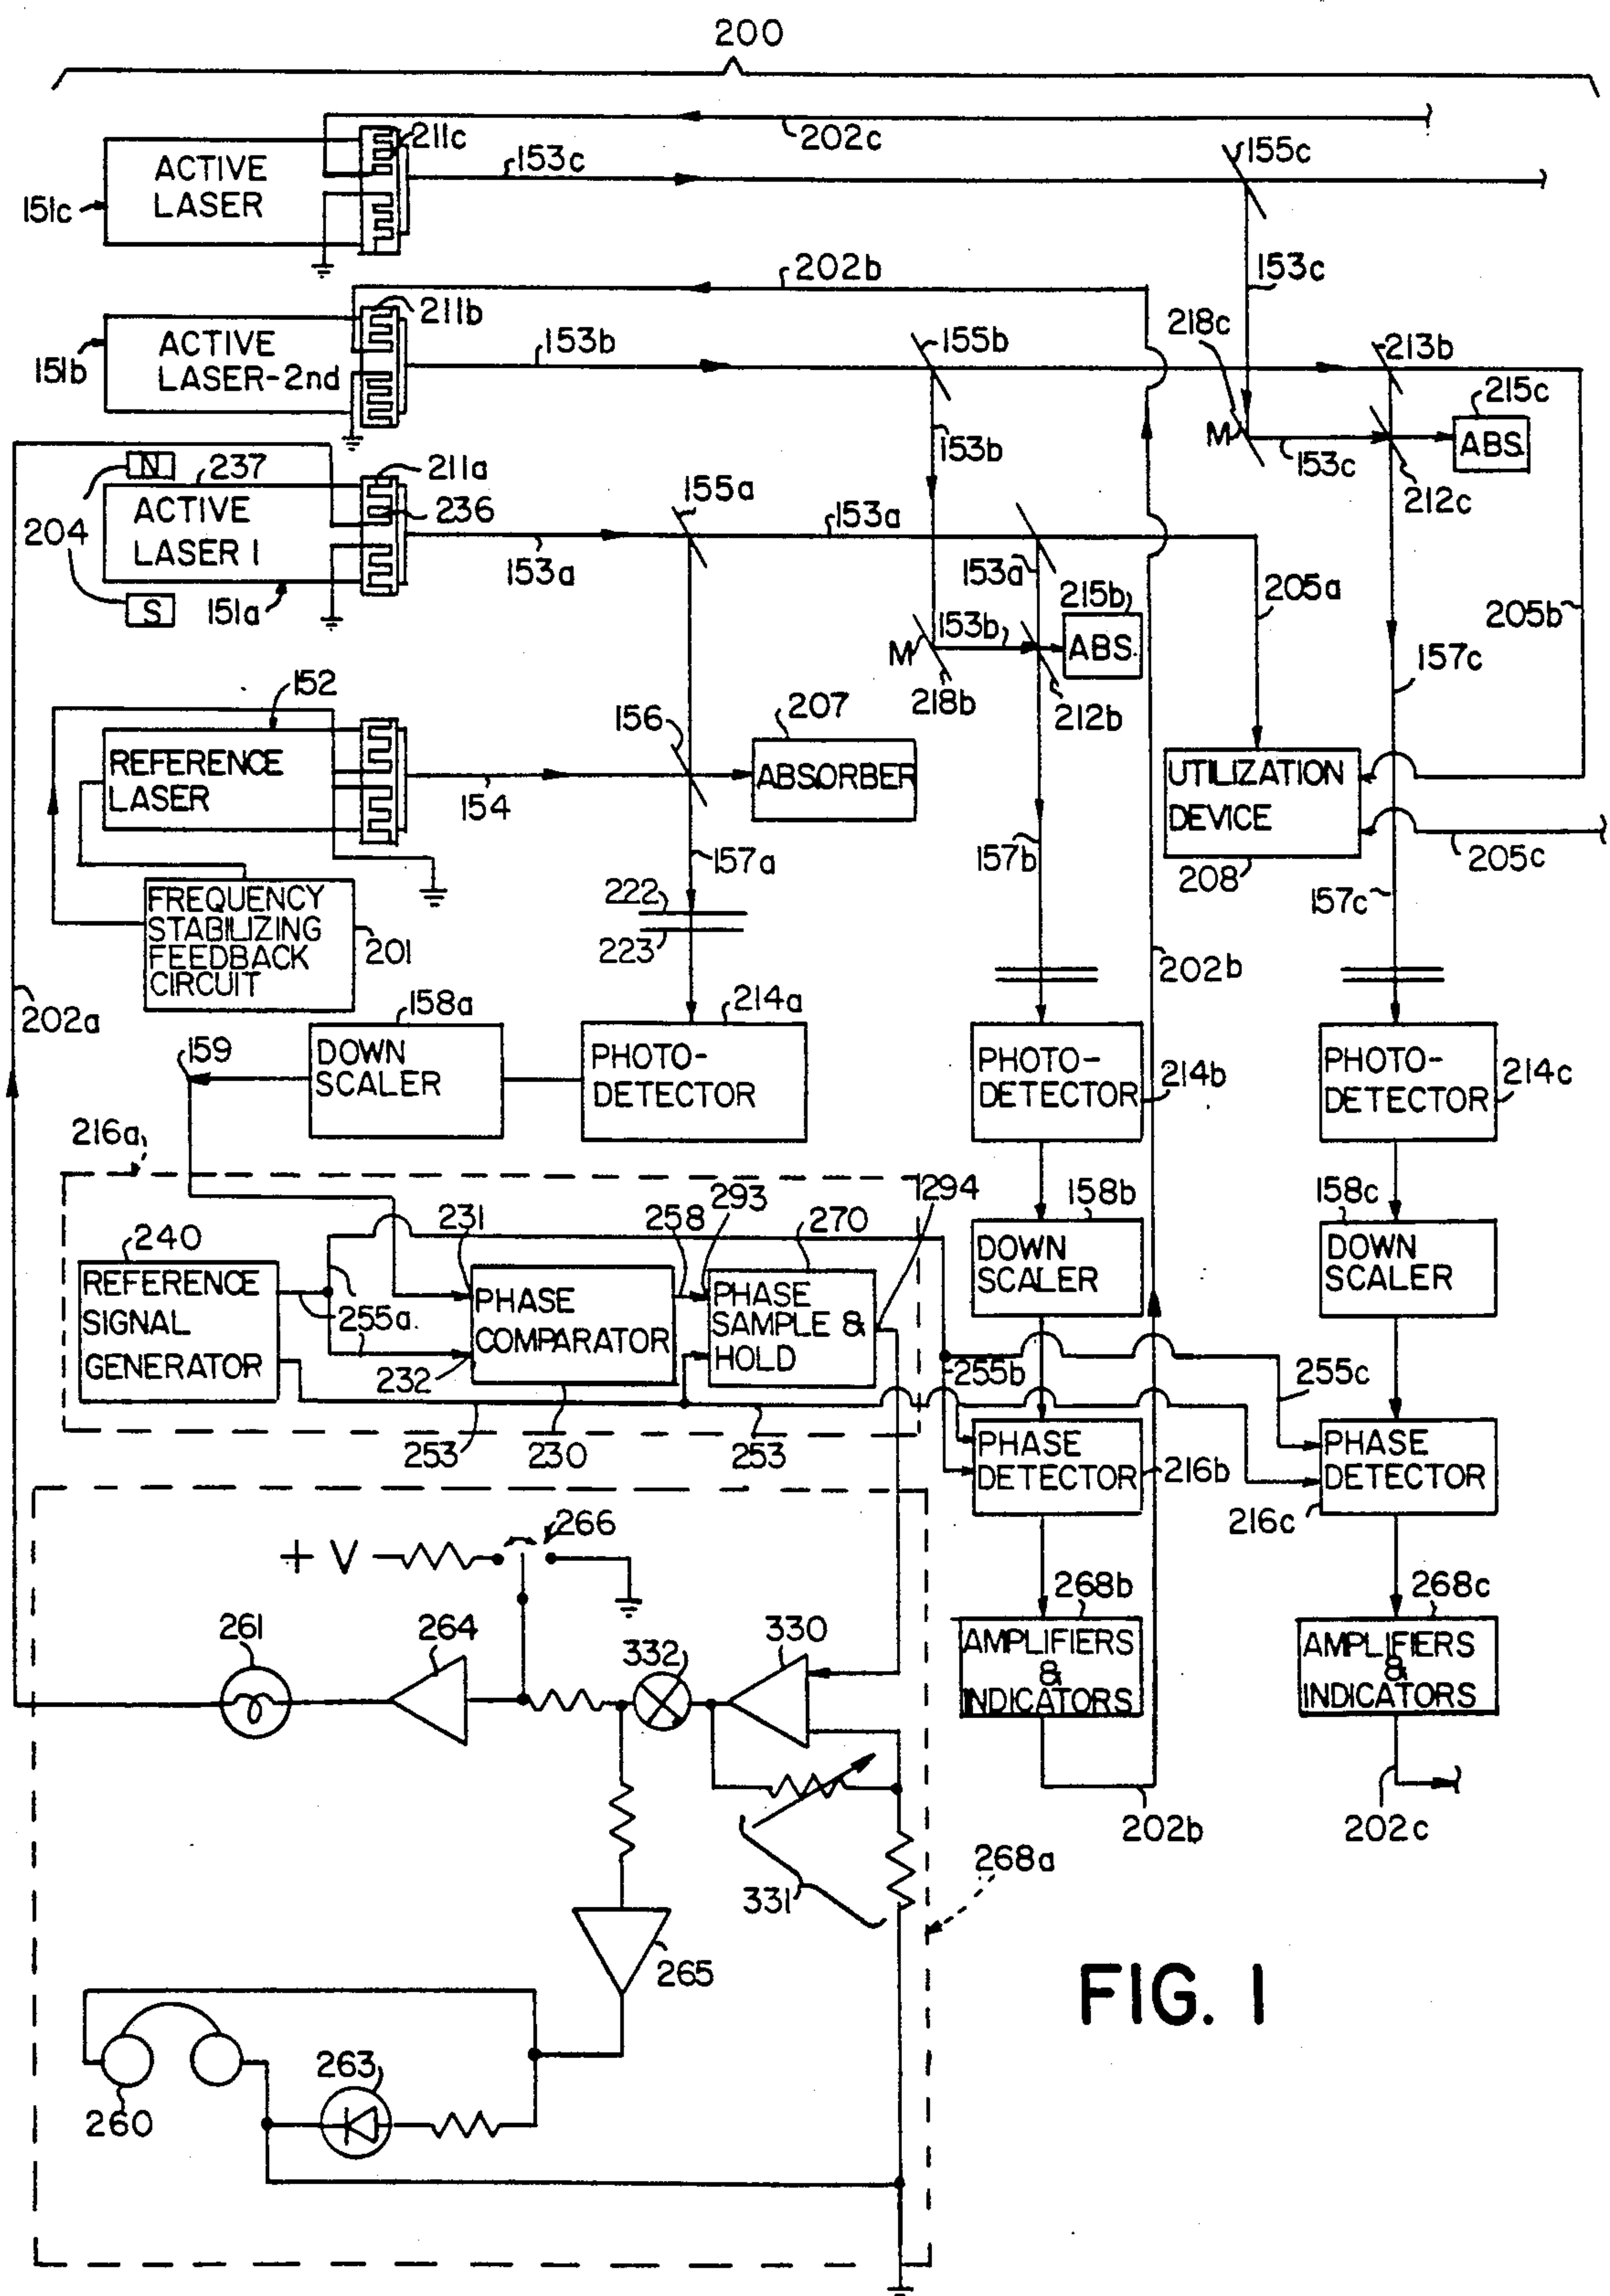 200
211c
202c
153c
155c
ACTIVE
LASER
151c
153c
202b
211b
218c
153b
155b
213b
ACTIVE
LASER-2nd
151b
215c
M
ABS.
153c
153b
212c
N
237
211a
204
236
155a
153a
ACTIVE
LASER 1
153a
153a
215b
205a
205b
S
151a
153b
M
ABS.
157c
152
218b
212b
156
207
REFERENCE
LASER
154
ABSORBER
UTILIZATION
DEVICE
157a
157b
208
205c
157c
FREQUENCY
STABILIZING
FEEDBACK
CIRCUIT
201
222
223
202b
202a
158a
214a
159
DOWN
SCALER
PHOTO-
DETECTOR
PHOTO-
DETECTOR
214b
PHOTO-
DETECTOR
214c
216a
294
158b
158c
240
231
258
293
270
REFERENCE
SIGNAL
GENERATOR
255a
PHASE
COMPARATOR
PHASE
SAMPLE &
HOLD
DOWN
SCALER
DOWN
SCALER
232
255b
255c
253
230
253
PHASE
DETECTOR
216b
PHASE
DETECTOR
216c
+ V
266
268b
268c
261
264
332
330
AMPLIFIERS
&
INDICATORS
AMPLIFIERS
&
INDICATORS
202b
202c
331
268a
265
FIG. 1
263
260